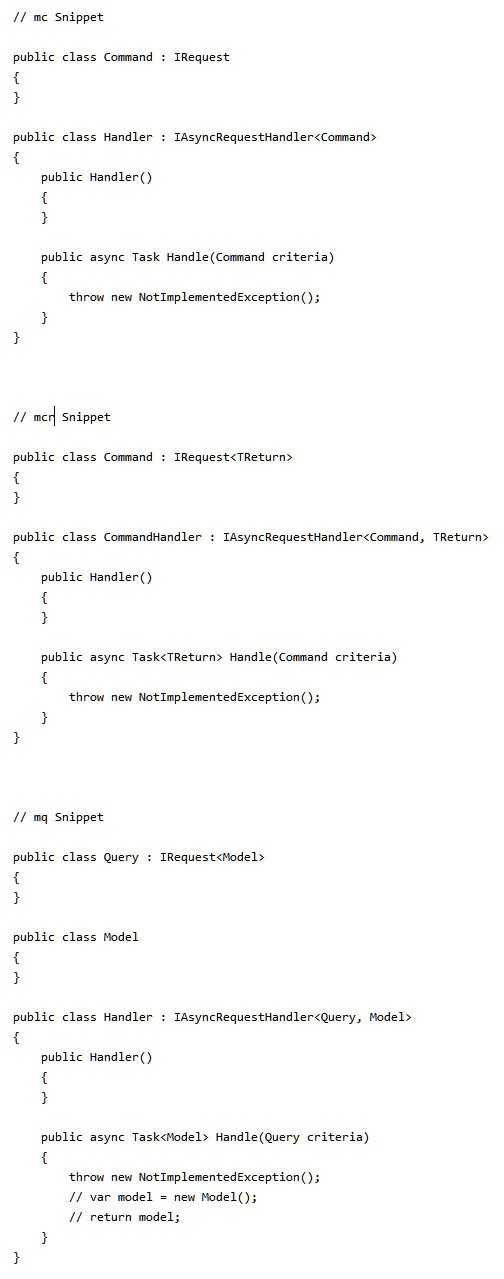 // mc Snippet

public class Command : IRequest
{
}

public class Handler : IAsyncRequestHandler<Command>
{
    public Handler()
    {
    }

    public async Task Handle(Command criteria)
    {
        throw new NotImplementedException();
    }
}

// mcr Snippet

public class Command : IRequest<TReturn>
{
}

public class CommandHandler : IAsyncRequestHandler<Command, TReturn>
{
    public Handler()
    {
    }

    public async Task<TReturn> Handle(Command criteria)
    {
        throw new NotImplementedException();
    }
}

// mq Snippet

public class Query : IRequest<Model>
{
}

public class Model
{
}

public class Handler : IAsyncRequestHandler<Query, Model>
{
    public Handler()
    {
    }

    public async Task<Model> Handle(Query criteria)
    {
        throw new NotImplementedException();
        // var model = new Model();
        // return model;
    }
}